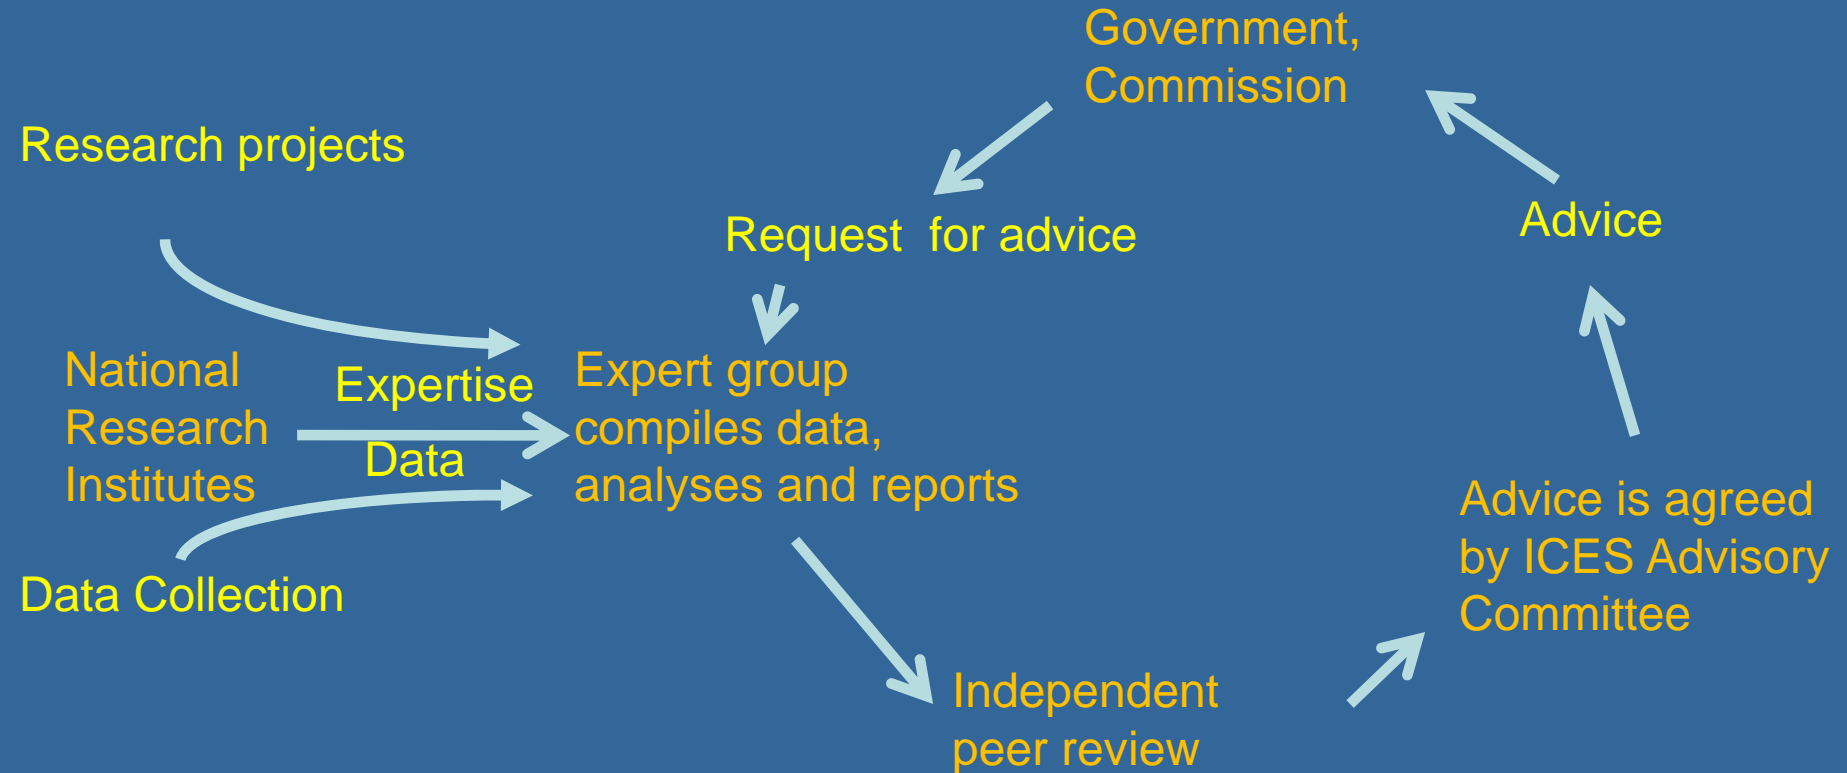 Government,
Commission
Research projects
Request for advice
Advice
National
Research
Institutes
Expertise
Data
Expert group
compiles data,
analyses and reports
Data Collection
Advice is agreed
by ICES Advisory
Committee
Independent
peer review